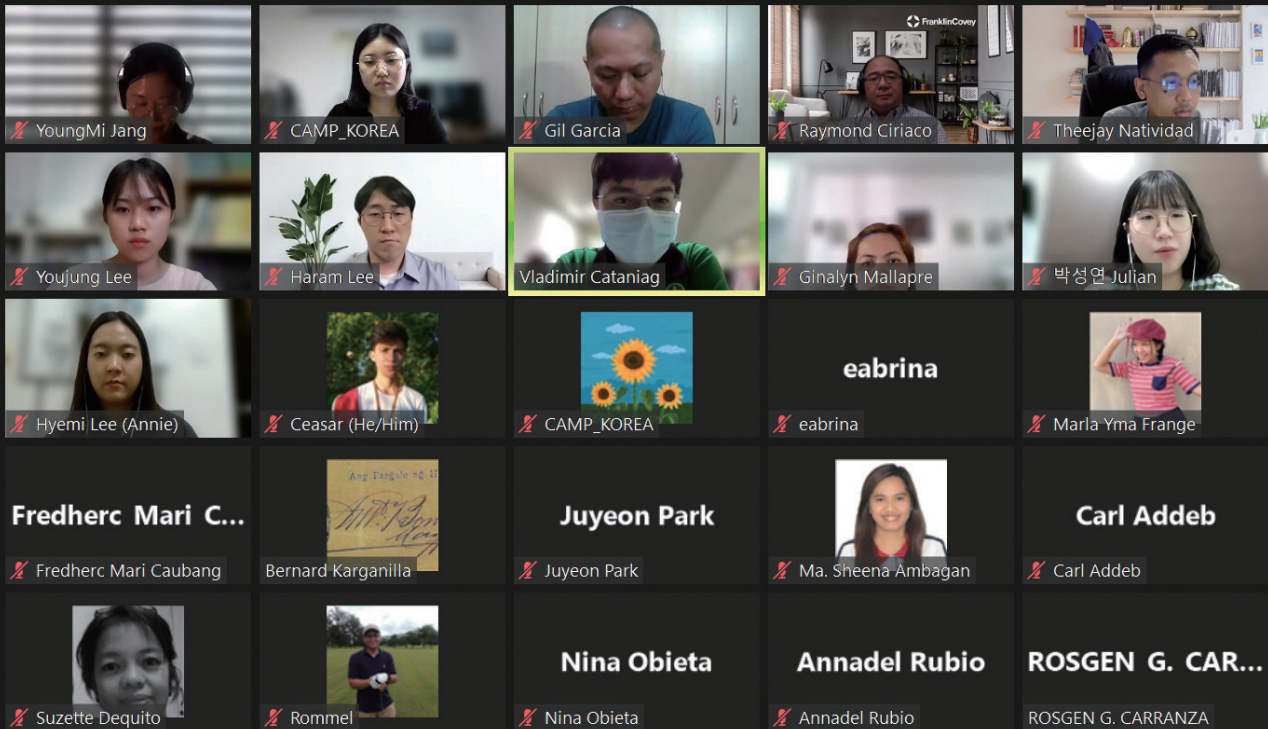 FranklinCovey
YoungMi Jang
CAMP_KOREA
Gil Garcia
Raymond Ciriaco
Theejay Natividad
Youjung Lee
Haram Lee
Vladimir Cataniag
Ginalyn Mallapre
박성연 Julian
Hyemi Lee (Annie)
Ceasar (He/Him)
CAMP_KOREA
eabrina
eabrina
Marla Yma Frange
Fredherc Mari C...
Fredherc Mari Caubang
Ang Pangulo ng
Bernard Karganilla
Juyeon Park
Juyeon Park
Ma. Sheena Ambagan
Carl Addeb
Carl Addeb
Suzette Dequito
Rommel
Nina Obieta
Nina Obieta
Annadel Rubio
Annadel Rubio
ROSGEN G. CAR...
ROSGEN G. CARRANZA